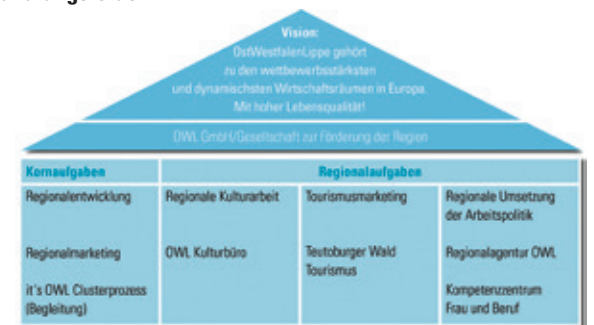 Vision:
OstWestfalenLippe gehört
zu den wettbewerbsstärksten
und dynamischsten Wirtschaftsräumen in Europa.
Mit hoher Lebensqualität!
OWL GmbH/Gesellschaft zur Förderung der Region
Kernaufgaben
Regionalaufgaben
Regionalentwicklung
Regionalmarketing
it's OWL Clusterprozess
(Begleitung)
Regionale Kulturarbeit
OWL Kulturbüro
Tourismusmarketing
Teutoburger Wald
Tourismus
Regionale Umsetzung
der Arbeitspolitik
Regionalagentur OWL
Kompetenzzentrum
Frau und Beruf